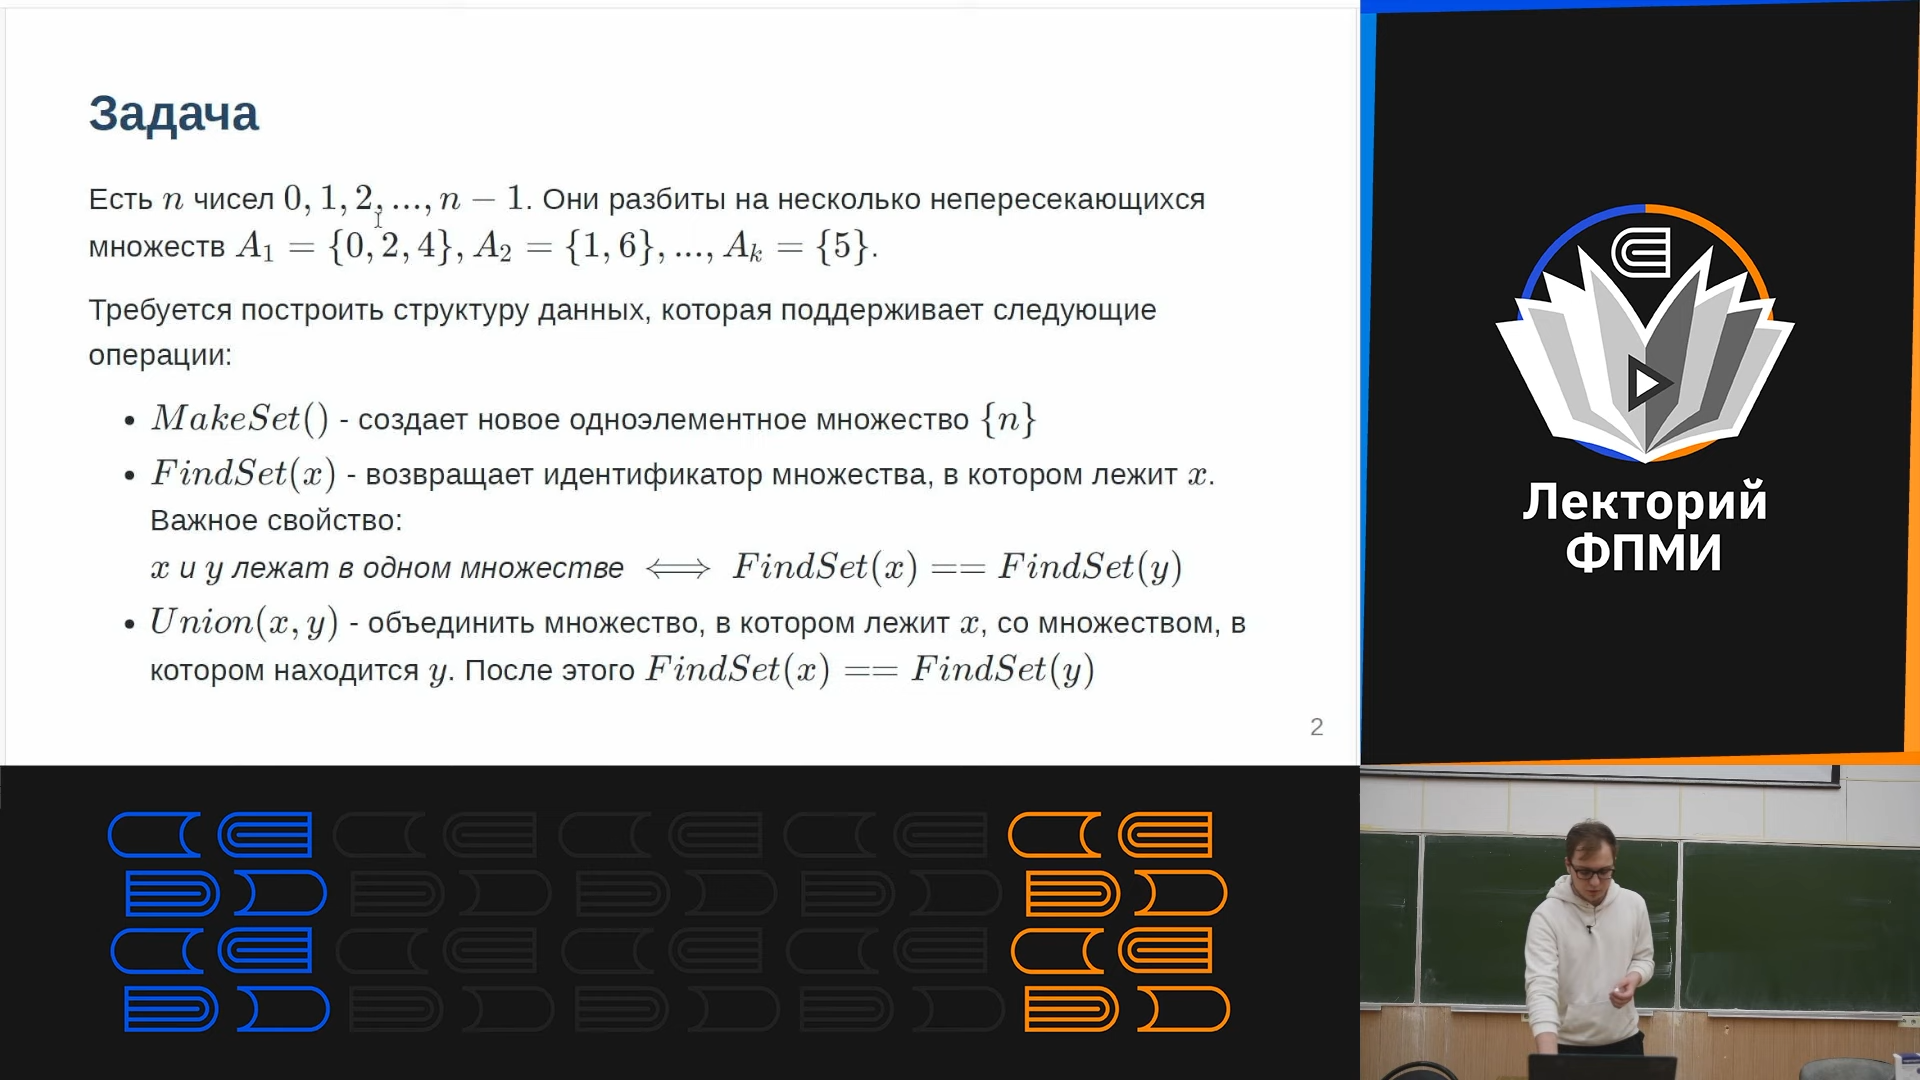 Задача
Есть n чисел 0, 1, 2, ..., n − 1. Они разбиты на несколько непересекающихся
множеств A₁ = {0, 2, 4}, A₂ = {1, 6}, ..., Aₖ = {5}.
Требуется построить структуру данных, которая поддерживает следующие
операции:
• MakeSet() - создает новое одноэлементное множество {n}
• FindSet(x) - возвращает идентификатор множества, в котором лежит x.
Важное свойство:
x и y лежат в одном множестве ⟺ FindSet(x) == FindSet(y)
• Union(x, y) - объединить множество, в котором лежит x, со множеством, в
котором находится y. После этого FindSet(x) == FindSet(y)
2
Лекторий
ФПМИ